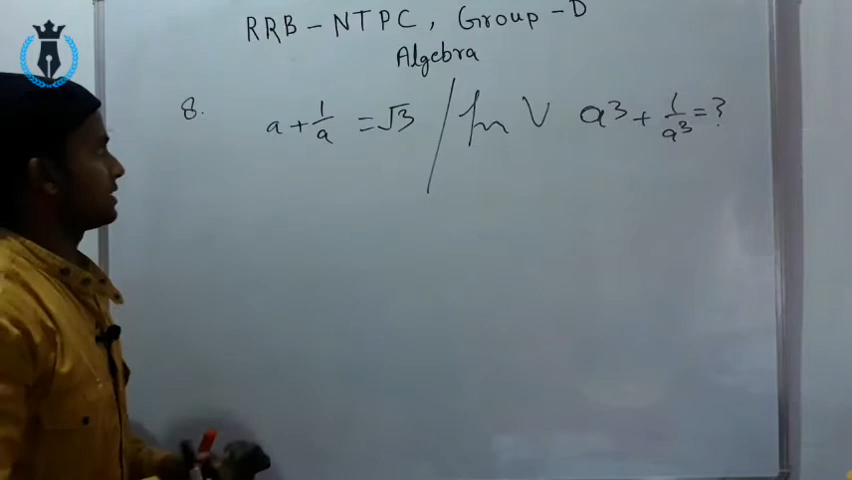 RRB - NTPC, Group - D
Algebra
8. a + 1/a = √3 / fm V a³ + 1/a³ = ?